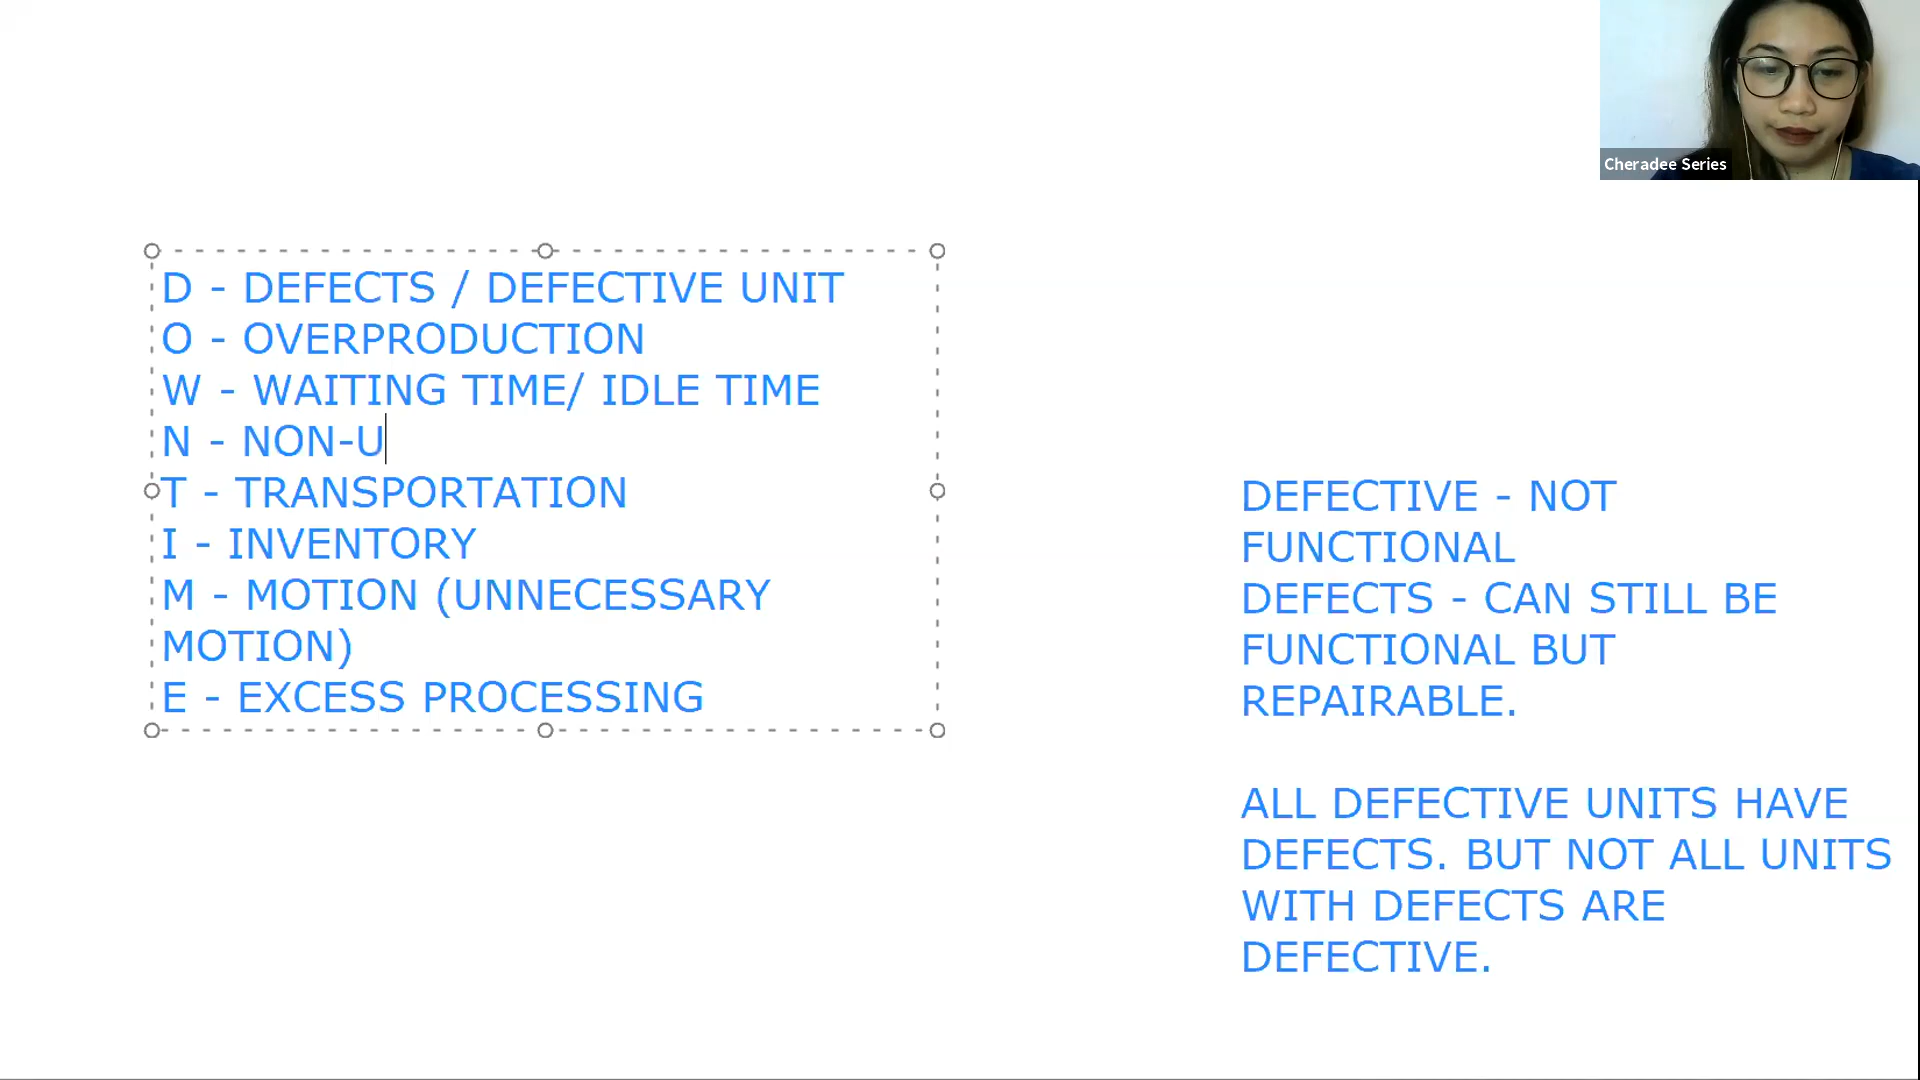 Cheradee Series
D - DEFECTS / DEFECTIVE UNIT
O - OVERPRODUCTION
W - WAITING TIME/ IDLE TIME
N - NON-U
T - TRANSPORTATION
I - INVENTORY
M - MOTION (UNNECESSARY
MOTION)
E - EXCESS PROCESSING
DEFECTIVE - NOT
FUNCTIONAL
DEFECTS - CAN STILL BE
FUNCTIONAL BUT
REPAIRABLE.
ALL DEFECTIVE UNITS HAVE
DEFECTS. BUT NOT ALL UNITS
WITH DEFECTS ARE
DEFECTIVE.